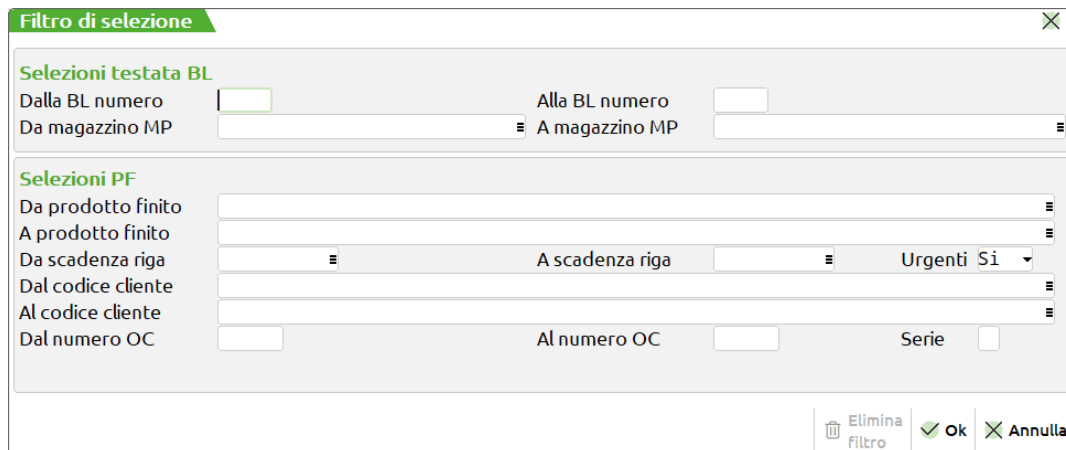 Filtro di selezione
Selezioni testata BL
Dalla BL numero Alla BL numero
Da magazzino MP A magazzino MP
Selezioni PF
Da prodotto finito
A prodotto finito
Da scadenza riga A scadenza riga Urgenti Si
Dal codice cliente
Al codice cliente
Dal numero OC Al numero OC Serie
Elimina
filtro
Ok Annulla